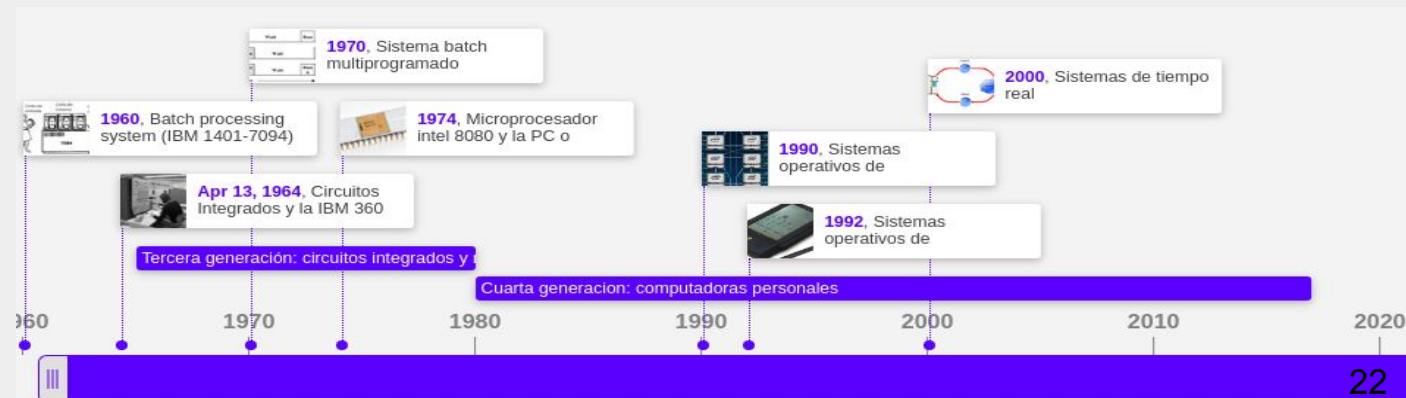 1970, Sistema batch
multiprogramado
2000, Sistemas de tiempo
real
1960, Batch processing
system (IBM 1401-7094)
1974, Microprocesador
intel 8080 y la PC o
1990, Sistemas
operativos de
Apr 13, 1964, Circuitos
Integrados y la IBM 360
1992, Sistemas
operativos de
Tercera generación: circuitos integrados y
Cuarta generacion: computadoras personales
960 1970 1980 1990 2000 2010 2020
22